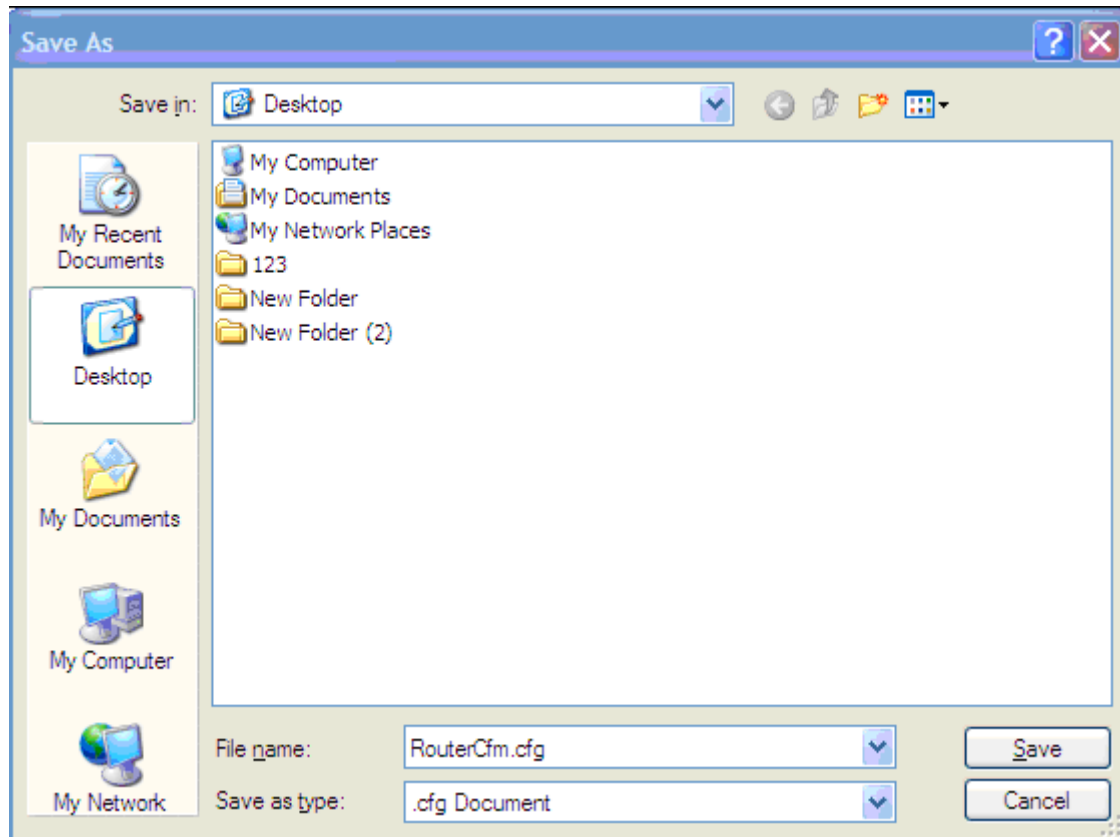 Save As
Save in: Desktop
My Recent
Documents
Desktop
My Documents
My Computer
My Network
My Computer
My Documents
My Network Places
123
New Folder
New Folder (2)
File name: RouterCfm.cfg Save
Save as type: .cfg Document Cancel